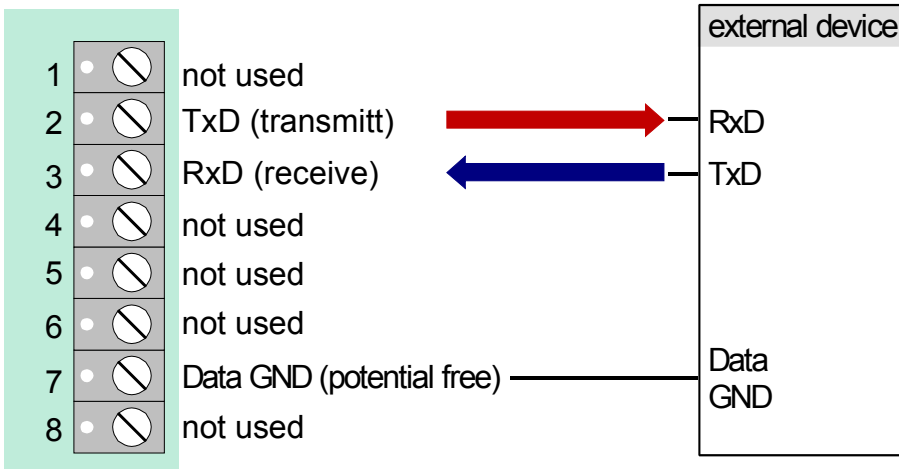 external device
1 not used
2 TxD (transmitt) RxD
3 RxD (receive) TxD
4 not used
5 not used
6 not used
7 Data GND (potential free) Data
GND
8 not used